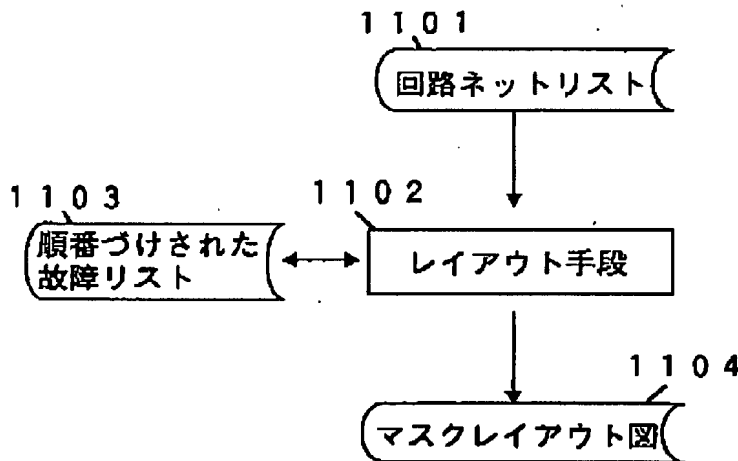 1101
回路ネットリスト
1103
1102
順番づけされた
故障リスト
レイアウト手段
1104
マスクレイアウト図